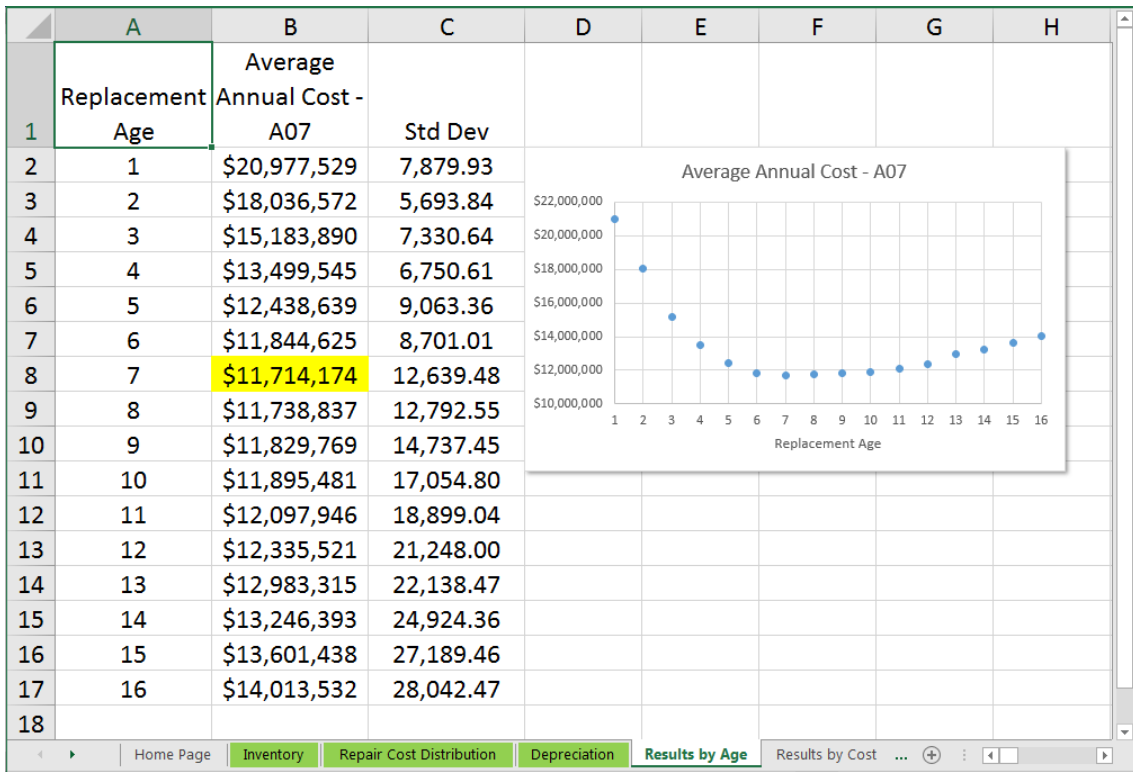 A B C D E F G H
Average
Replacement Annual Cost -
1 Age A07 Std Dev
2 1 $20,977,529 7,879.93
3 2 $18,036,572 5,693.84
4 3 $15,183,890 7,330.64
5 4 $13,499,545 6,750.61
6 5 $12,438,639 9,063.36
7 6 $11,844,625 8,701.01
8 7 $11,714,174 12,639.48
9 8 $11,738,837 12,792.55
10 9 $11,829,769 14,737.45
11 10 $11,895,481 17,054.80
12 11 $12,097,946 18,899.04
13 12 $12,335,521 21,248.00
14 13 $12,983,315 22,138.47
15 14 $13,246,393 24,924.36
16 15 $13,601,438 27,189.46
17 16 $14,013,532 28,042.47
18
Average Annual Cost - A07
$22,000,000
$20,000,000
$18,000,000
$16,000,000
$14,000,000
$12,000,000
$10,000,000
1 2 3 4 5 6 7 8 9 10 11 12 13 14 15 16
Replacement Age
Home Page Inventory Repair Cost Distribution Depreciation Results by Age Results by Cost ...